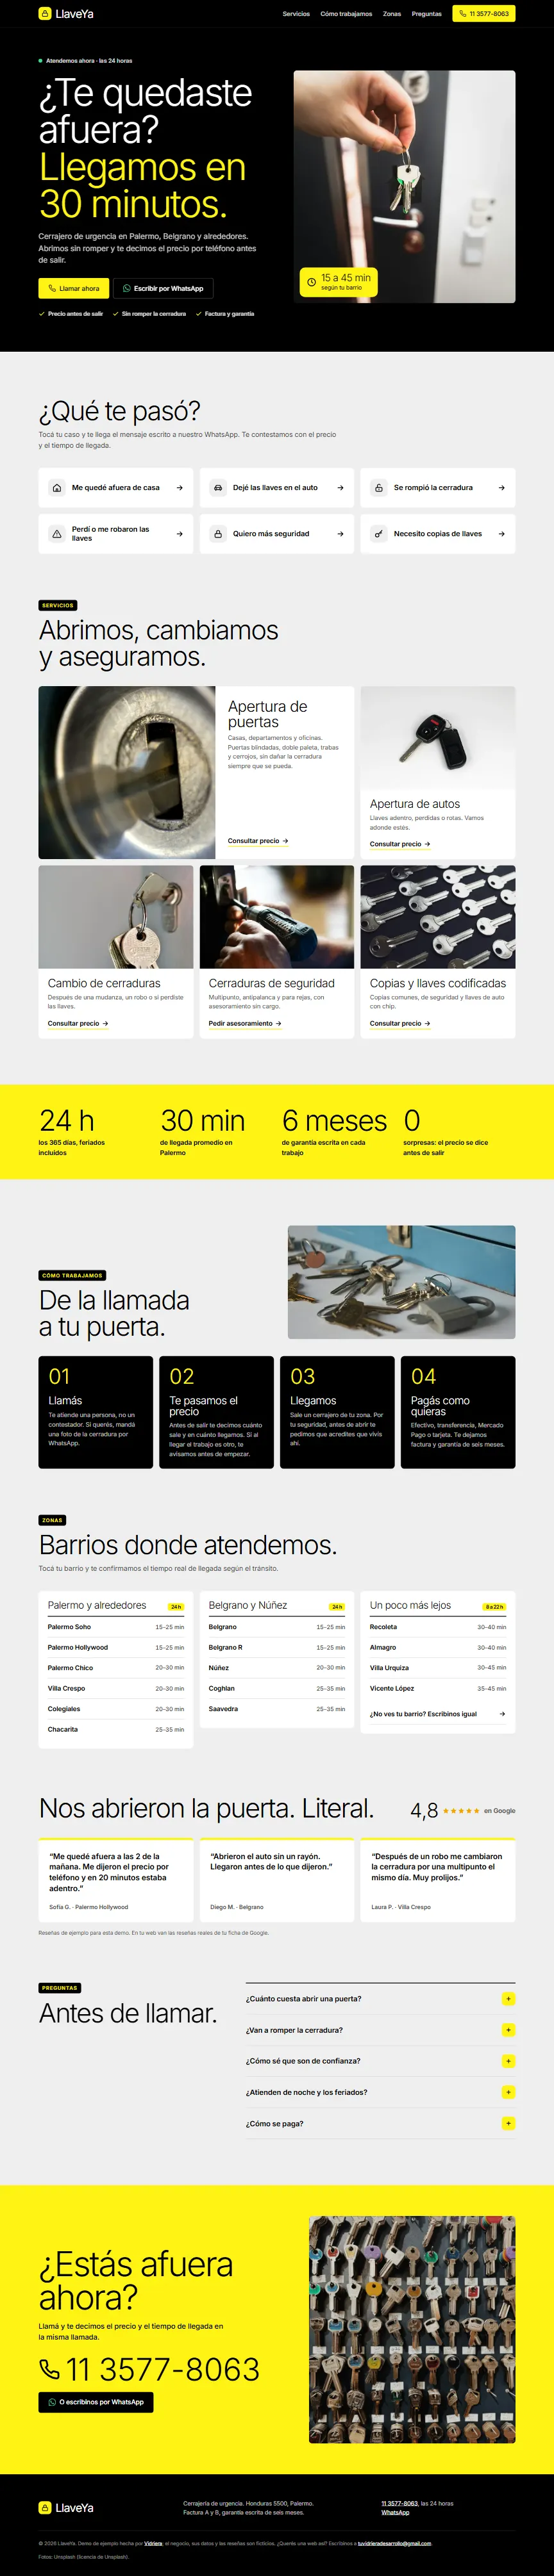 LlaveYa
Servicios
Cómo trabajamos
Zonas
Preguntas
11 3577-8063
Atendemos ahora · las 24 horas
¿Te quedaste
afuera?
Llegamos en
30 minutos.
Cerrajero de urgencia en Palermo, Belgrano y alrededores.
Abrimos sin romper y te decimos el precio por teléfono antes
de salir.
Llamar ahora
Escribir por WhatsApp
Precio antes de salir
Sin romper la cerradura
Factura y garantía
15 a 45 min
según tu barrio
¿Qué te pasó?
Tocá tu caso y te llega el mensaje escrito a nuestro WhatsApp. Te contestamos con el precio
y el tiempo de llegada.
Me quedé afuera de casa
Dejé las llaves en el auto
Se rompió la cerradura
Perdí o me robaron las
llaves
Quiero más seguridad
Necesito copias de llaves
SERVICIOS
Abrimos, cambiamos
y aseguramos.
Apertura de
puertas
Casas, departamentos y oficinas.
Puertas blindadas, doble paleta, trabas
y cerrojos, sin dañar la cerradura
siempre que se pueda.
Consultar precio
Apertura de autos
Llaves adentro, perdidas o rotas. Vamos
adonde estés.
Consultar precio
Cambio de cerraduras
Después de una mudanza, un robo o si perdiste
las llaves.
Consultar precio
Cerraduras de seguridad
Multipunto, antipalanca y para rejas, con
asesoramiento sin cargo.
Pedir asesoramiento
Copias y llaves codificadas
Copias comunes, de seguridad y llaves de auto
con chip.
Consultar precio
24 h
los 365 días, feriados
incluidos
30 min
de llegada promedio en
Palermo
6 meses
de garantía escrita en cada
trabajo
0
sorpresas: el precio se dice
antes de salir
CÓMO TRABAJAMOS
De la llamada
a tu puerta.
01
Llamás
Te atiende una persona, no un
contestador. Si querés, mandá
una foto de la cerradura por
WhatsApp.
02
Te pasamos el
precio
Antes de salir te decimos cuánto
sale y en cuánto llegamos. Si al
llegar el trabajo es otro, te
avisamos antes de empezar.
03
Llegamos
Sale un cerrajero de tu zona. Por
tu seguridad, antes de abrir te
pedimos que acredites que vivís
ahí.
04
Pagás como
quieras
Efectivo, transferencia, Mercado
Pago o tarjeta. Te dejamos
factura y garantía de seis meses.
ZONAS
Barrios donde atendemos.
Tocá tu barrio y te confirmamos el tiempo real de llegada según el tránsito.
Palermo y alrededores
24 h
Palermo Soho
15–25 min
Palermo Hollywood
15–25 min
Palermo Chico
20–30 min
Villa Crespo
20–30 min
Colegiales
20–30 min
Chacarita
25–35 min
Belgrano y Núñez
24 h
Belgrano
15–25 min
Belgrano R
15–25 min
Núñez
20–30 min
Coghlan
25–35 min
Saavedra
25–35 min
Un poco más lejos
8 a 22 h
Recoleta
30–40 min
Almagro
30–40 min
Villa Urquiza
30–45 min
Vicente López
35–45 min
¿No ves tu barrio? Escribinos igual
Nos abrieron la puerta. Literal.
4,8
en Google
“Me quedé afuera a las 2 de la
mañana. Me dijeron el precio por
teléfono y en 20 minutos estaba
adentro.”
Sofía G. · Palermo Hollywood
“Abrieron el auto sin un rayón.
Llegaron antes de lo que dijeron.”
Diego M. · Belgrano
“Después de un robo me cambiaron
la cerradura por una multipunto el
mismo día. Muy prolijos.”
Laura P. · Villa Crespo
Reseñas de ejemplo para esta demo. En tu web van las reseñas reales de tu ficha de Google.
PREGUNTAS
Antes de llamar.
¿Cuánto cuesta abrir una puerta?
¿Van a romper la cerradura?
¿Cómo sé que son de confianza?
¿Atienden de noche y los feriados?
¿Cómo se paga?
¿Estás afuera
ahora?
Llamá y te decimos el precio y el tiempo de llegada en
la misma llamada.
11 3577-8063
O escribinos por WhatsApp
LlaveYa
Cerrajería de urgencia. Honduras 5500, Palermo.
Factura A y B, garantía escrita de seis meses.
11 3577-8063, las 24 horas
WhatsApp
© 2026 LlaveYa. Demo de ejemplo hecha por Vidriera: el negocio, sus datos y las reseñas son ficticios. ¿Querés una web así? Escribinos a tuvidrieradesarrollo@gmail.com.
Fotos: Unsplash (licencia de Unsplash).